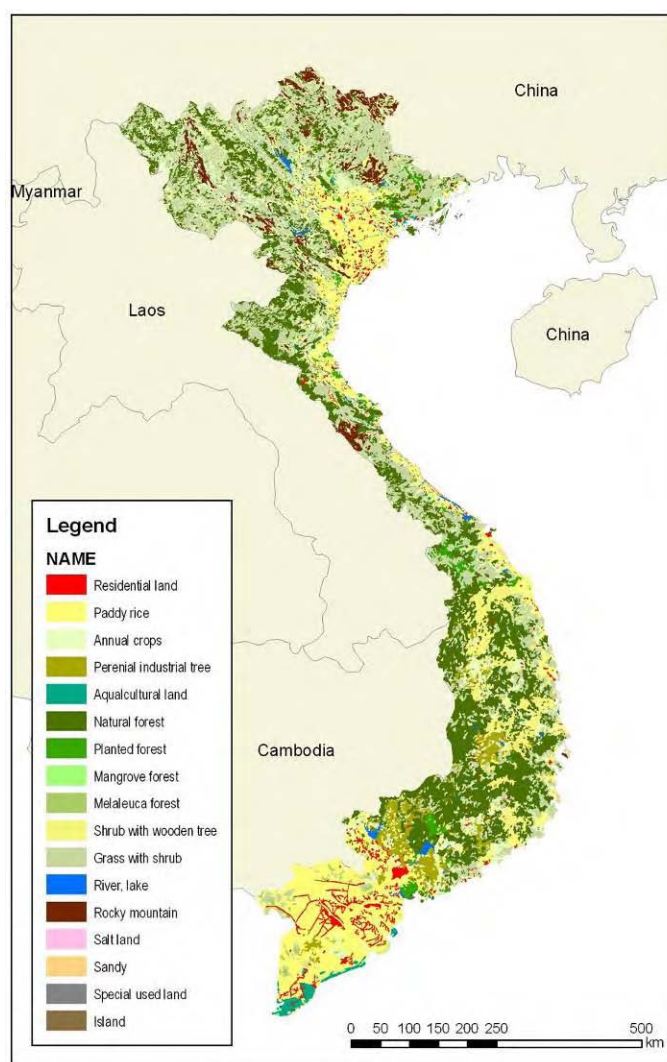 China
Myanmar
Laos
China
Cambodia
Legend
NAME
Residential land
Paddy rice
Annual crops
Perenial industrial tree
Aqualcultural land
Natural forest
Planted forest
Mangrove forest
Melaleuca forest
Shrub with wooden tree
Grass with shrub
River, lake
Rocky mountain
Salt land
Sandy
Special used land
Island
0 50 100 150 200 250 500
km